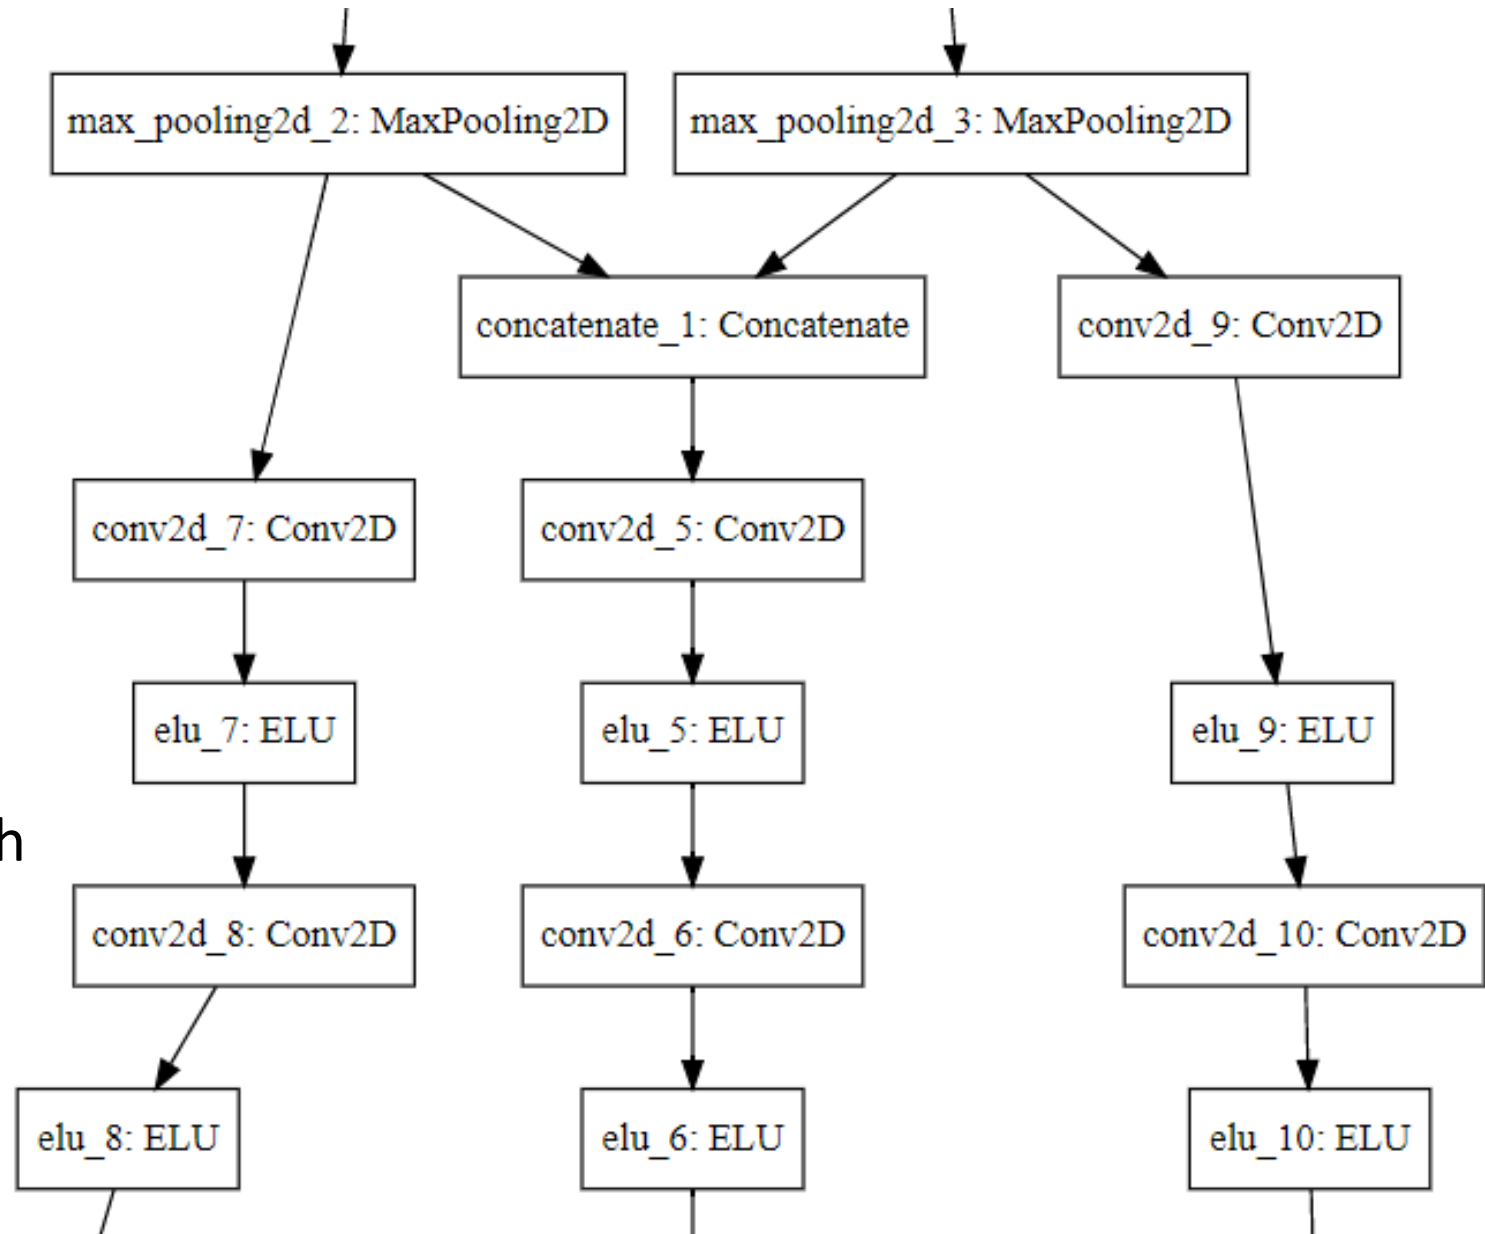 max_pooling2d_2: MaxPooling2D
max_pooling2d_3: MaxPooling2D
concatenate_1: Concatenate
conv2d_9: Conv2D
conv2d_7: Conv2D
conv2d_5: Conv2D
elu_7: ELU
elu_5: ELU
elu_9: ELU
h
conv2d_8: Conv2D
conv2d_6: Conv2D
conv2d_10: Conv2D
elu_8: ELU
elu_6: ELU
elu_10: ELU